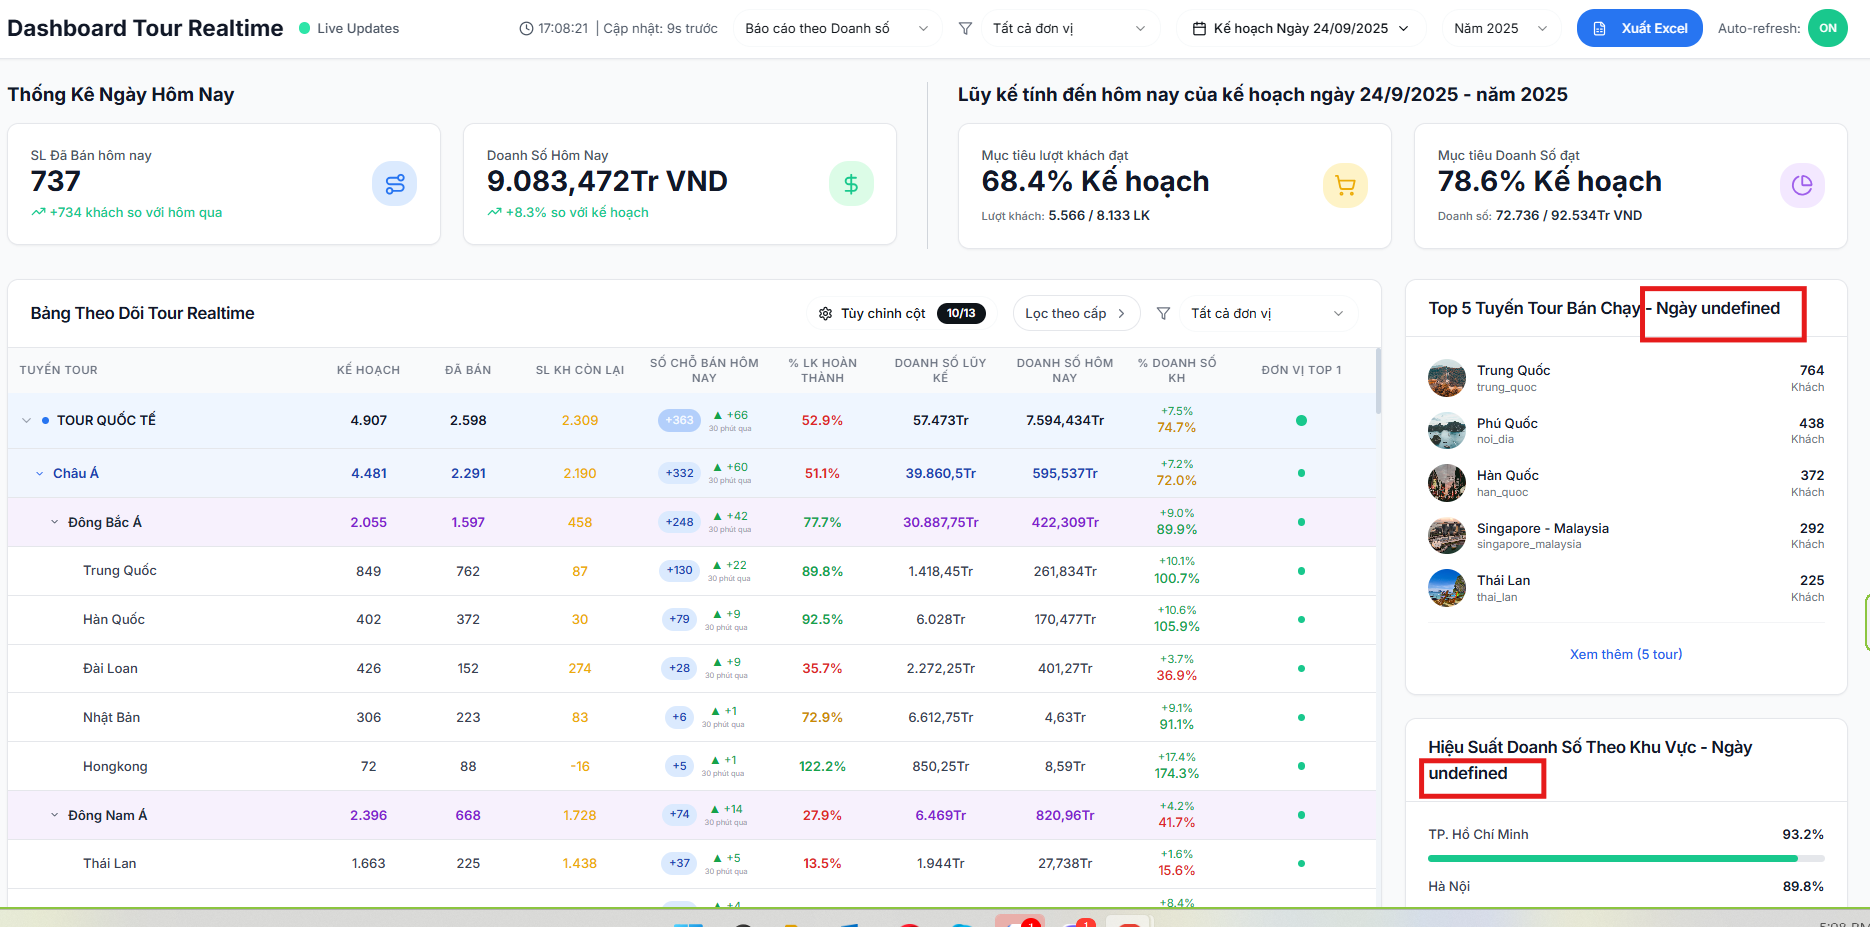 Dashboard Tour Realtime
Live Updates
17:08:21 | Cập nhật: 9s trước
Báo cáo theo Doanh số
Tất cả đơn vị
Kế hoạch Ngày 24/09/2025
Năm 2025
Xuất Excel
Auto-refresh: ON
Thống Kê Ngày Hôm Nay
SL Đã Bán hôm nay
737
+734 khách so với hôm qua
Doanh Số Hôm Nay
9.083,472Tr VND
+8.3% so với kế hoạch
Lũy kế tính đến hôm nay của kế hoạch ngày 24/9/2025 - năm 2025
Mục tiêu lượt khách đạt
68.4% Kế hoạch
Lượt khách: 5.566 / 8.133 LK
Mục tiêu Doanh Số đạt
78.6% Kế hoạch
Doanh số: 72.736 / 92.534Tr VND
Bảng Theo Dõi Tour Realtime
Tùy chỉnh cột 10/13
Lọc theo cấp
Tất cả đơn vị
TUYẾN TOUR KẾ HOẠCH ĐÃ BÁN SL KH CÒN LẠI SỐ CHỖ BÁN HÔM NAY % LK HOÀN THÀNH DOANH SỐ LŨY KẾ DOANH SỐ HÔM NAY % DOANH SỐ KH ĐƠN VỊ TOP 1
TOUR QUỐC TẾ 4.907 2.598 2.309 +363 ▲ +66 30 phút qua 52.9% 57.473Tr 7.594,434Tr +7.5% 74.7%
Châu Á 4.481 2.291 2.190 +332 ▲ +60 30 phút qua 51.1% 39.860,5Tr 595,537Tr +7.2% 72.0%
Đông Bắc Á 2.055 1.597 458 +248 ▲ +42 30 phút qua 77.7% 30.887,75Tr 422,309Tr +9.0% 89.9%
Trung Quốc 849 762 87 +130 ▲ +22 30 phút qua 89.8% 1.418,45Tr 261,834Tr +10.1% 100.7%
Hàn Quốc 402 372 30 +79 ▲ +9 30 phút qua 92.5% 6.028Tr 170,477Tr +10.6% 105.9%
Đài Loan 426 152 274 +28 ▲ +9 30 phút qua 35.7% 2.272,25Tr 401,27Tr +3.7% 36.9%
Nhật Bản 306 223 83 +6 ▲ +1 30 phút qua 72.9% 6.612,75Tr 4,63Tr +9.1% 91.1%
Hongkong 72 88 -16 +5 ▲ +1 30 phút qua 122.2% 850,25Tr 8,59Tr +17.4% 174.3%
Đông Nam Á 2.396 668 1.728 +74 ▲ +14 30 phút qua 27.9% 6.469Tr 820,96Tr +4.2% 41.7%
Thái Lan 1.663 225 1.438 +37 ▲ +5 30 phút qua 13.5% 1.944Tr 27,738Tr +1.6% 15.6%
▲ +4 +8.4%
Top 5 Tuyến Tour Bán Chạy - Ngày undefined
Trung Quốc 764
trung_quoc Khách
Phú Quốc 438
noi_dia Khách
Hàn Quốc 372
han_quoc Khách
Singapore - Malaysia 292
singapore_malaysia Khách
Thái Lan 225
thai_lan Khách
Xem thêm (5 tour)
Hiệu Suất Doanh Số Theo Khu Vực - Ngày
undefined
TP. Hồ Chí Minh 93.2%
Hà Nội 89.8%